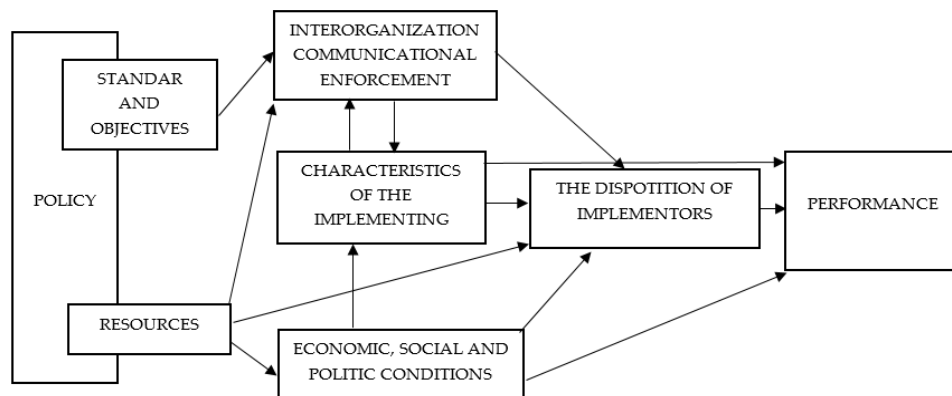 POLICY
STANDAR
AND
OBJECTIVES
RESOURCES
INTERORGANIZATION
COMMUNICATIONAL
ENFORCEMENT
CHARACTERISTICS
OF THE
IMPLEMENTING
ECONOMIC, SOCIAL AND
POLITIC CONDITIONS
THE DISPOTITION OF
IMPLEMENTORS
PERFORMANCE